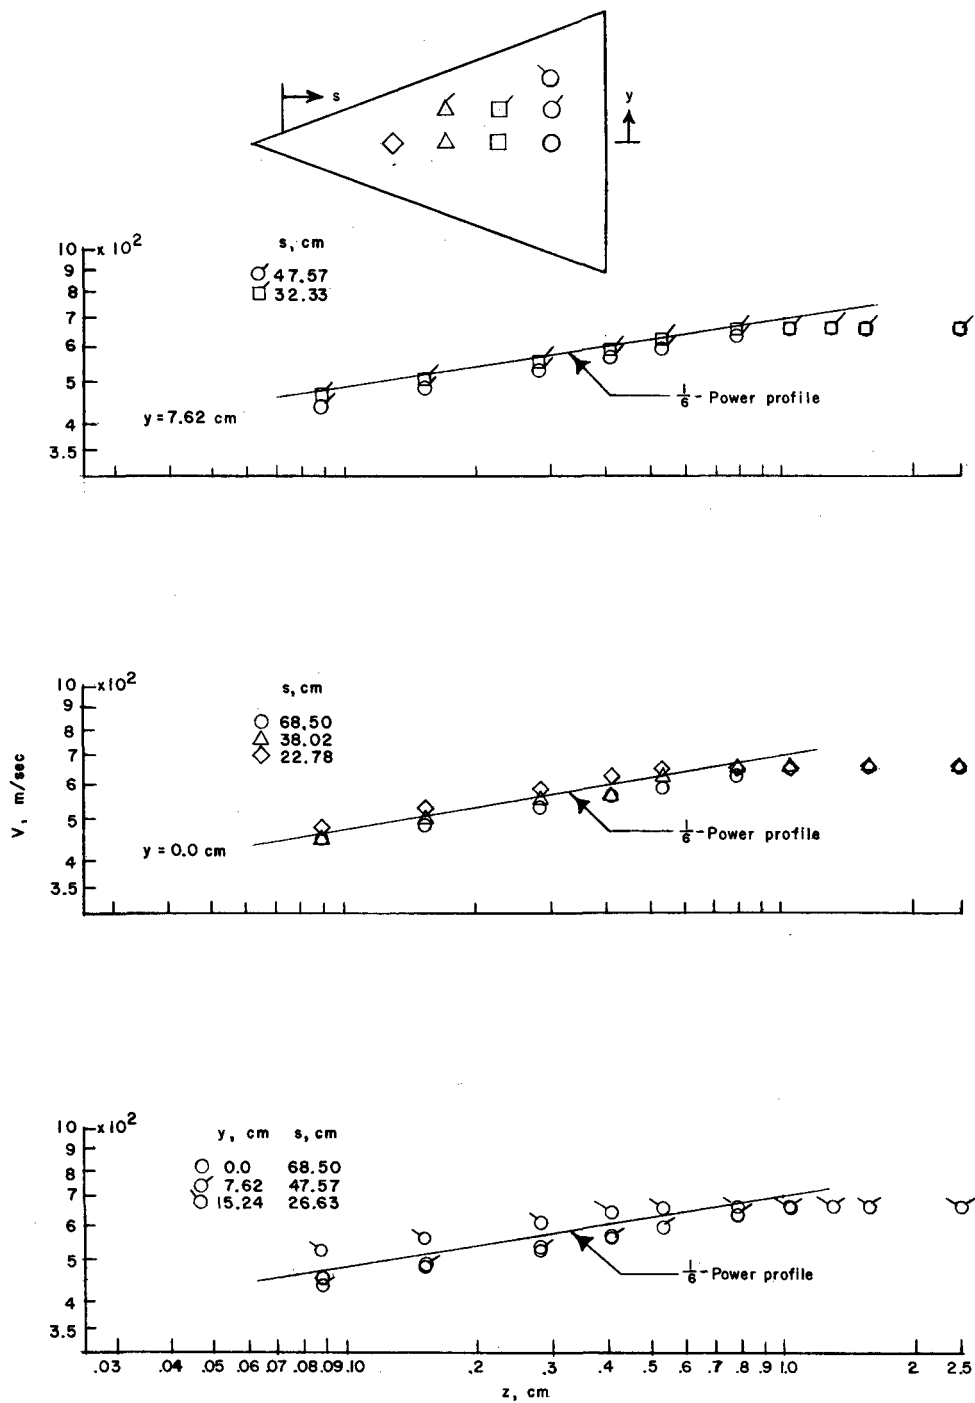 s
y
10 x 10²
9
8
7
6
5
4
3.5
s, cm
47.57
32.33
y = 7.62 cm
1/6 - Power profile
V, m/sec
10 x10²
9
8
7
6
5
4
3.5
s, cm
68.50
38.02
22.78
y = 0.0 cm
1/6 - Power profile
10 x10²
9
8
7
6
5
4
3.5
y, cm s, cm
0.0 68.50
7.62 47.57
15.24 26.63
1/6 - Power profile
.03 .04 .05 .06 .07 .08 .09 .10 .2 .3 .4 .5 .6 .7 .8 .9 1.0 2 2.5
z, cm